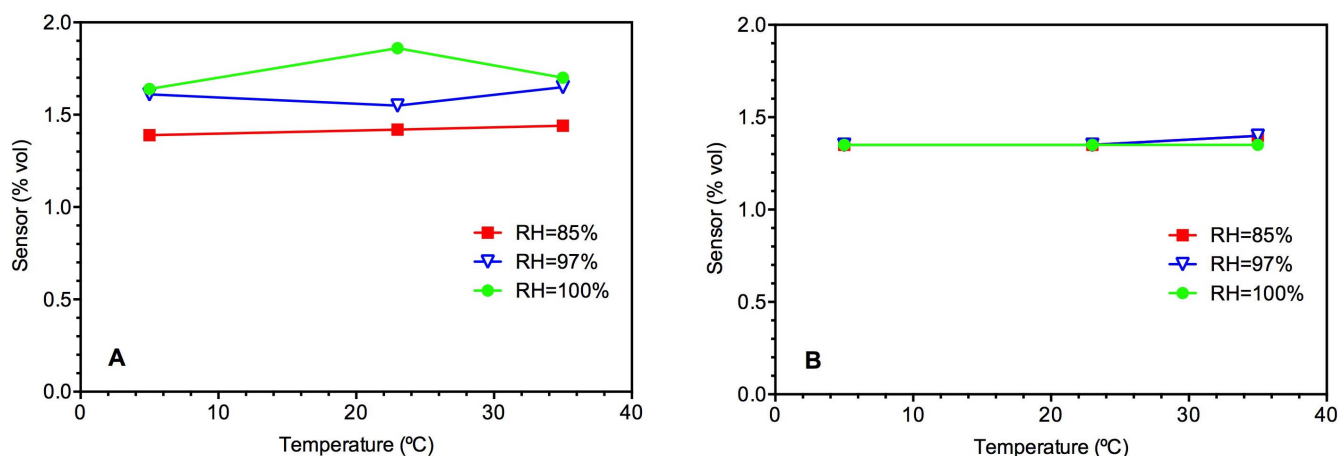 2.0
1.5
1.0
0.5
0.0
Sensor (% vol)
RH=85%
RH=97%
RH=100%
A
0
10
20
30
40
Temperature (ºC)
2.0
1.5
1.0
0.5
0.0
Sensor (% vol)
RH=85%
RH=97%
RH=100%
B
0
10
20
30
40
Temperature (ºC)